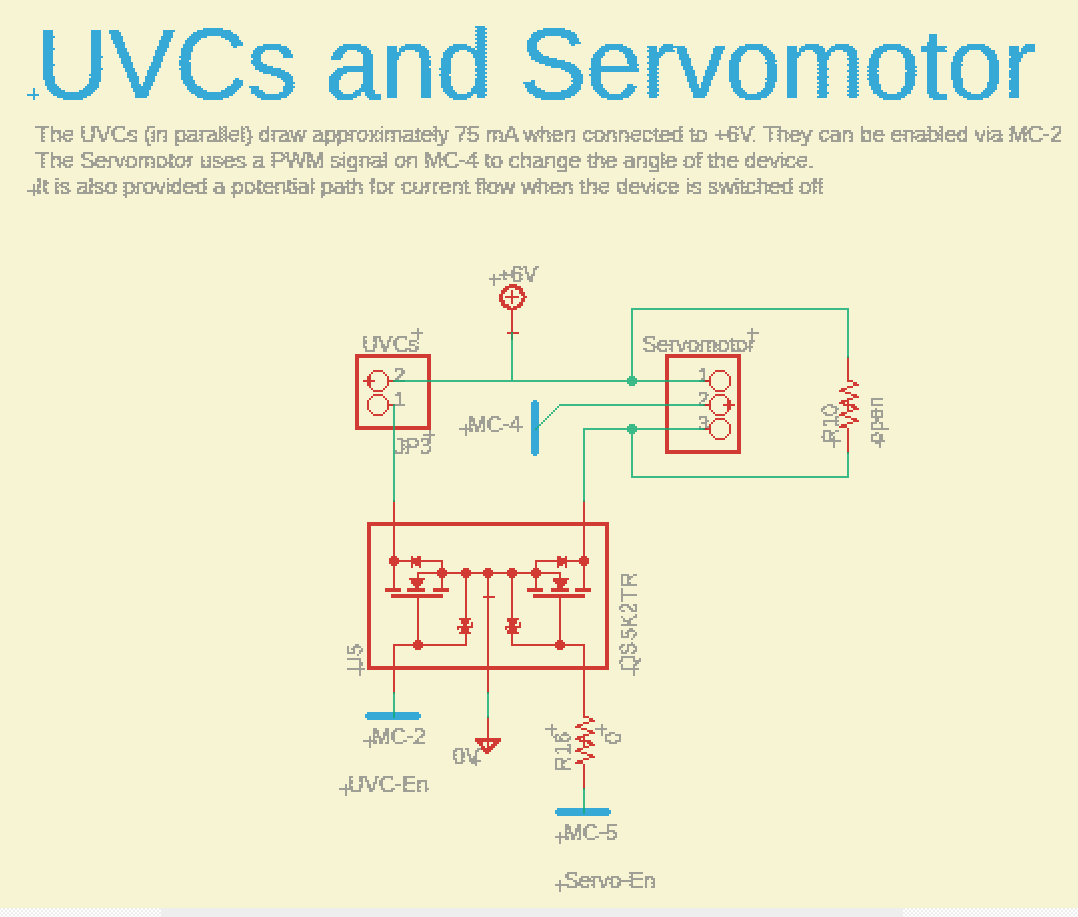 UVCs and Servomotor
The UVCs (in parallel) draw approximately 75 mA when connected to +6V. They can be enabled via MC-2
The Servomotor uses a PWM signal on MC-4 to change the angle of the device.
It is also provided a potential path for current flow when the device is switched off
+6V
UVCs
Servomotor
2
1
1
2
3
MC-4
JP3
R10
open
U5
QS5K2TR
MC-2
0V
R16
0
UVC-En
MC-5
Servo-En